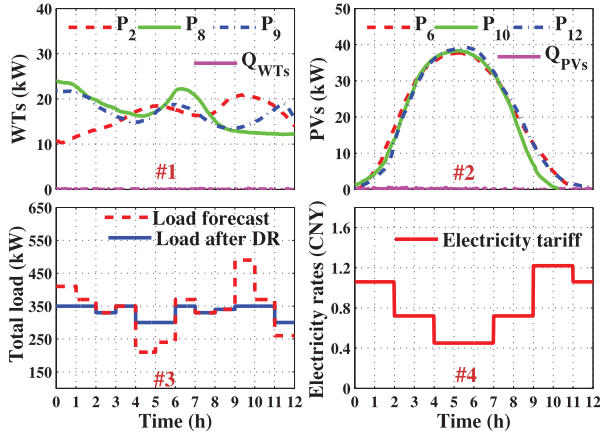 P2 P8 P9
QWTs
WTs (kW)
40
30
20
10
0
#1
0 1 2 3 4 5 6 7 8 9 10 11 12
P6 P10 P12
QPVs
PVs (kW)
40
30
20
10
0
#2
0 1 2 3 4 5 6 7 8 9 10 11 12
Load forecast
Load after DR
Total load (kW)
650
550
450
350
250
150
#3
0 1 2 3 4 5 6 7 8 9 10 11 12
Time (h)
Electricity tariff
Electricity rates (CNY)
1.6
1.2
0.8
0.4
0
#4
0 1 2 3 4 5 6 7 8 9 10 11 12
Time (h)